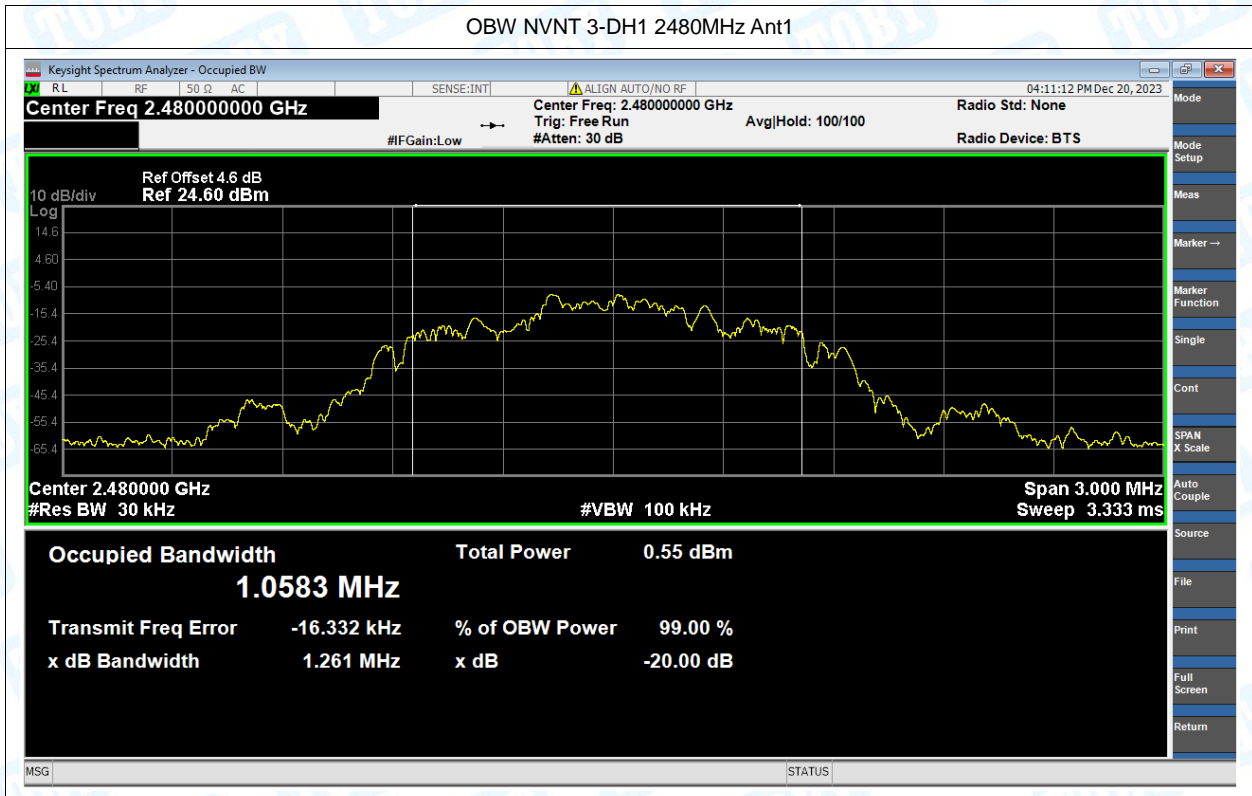 OBW NVNT 3-DH1 2480MHz Ant1
Keysight Spectrum Analyzer - Occupied BW
LXI RL RF 50 Ω AC SENSE:INT ALIGN AUTO/NO RF 04:11:12 PM Dec 20, 2023
Center Freq 2.480000000 GHz
Center Freq: 2.480000000 GHz Radio Std: None
Trig: Free Run Avg|Hold: 100/100
#IFGain:Low #Atten: 30 dB Radio Device: BTS
Ref Offset 4.6 dB
10 dB/div Ref 24.60 dBm
Log
14.6
4.60
-5.40
-15.4
-25.4
-35.4
-45.4
-55.4
-65.4
Center 2.480000 GHz Span 3.000 MHz
#Res BW 30 kHz #VBW 100 kHz Sweep 3.333 ms
Occupied Bandwidth Total Power 0.55 dBm
1.0583 MHz
Transmit Freq Error -16.332 kHz % of OBW Power 99.00 %
x dB Bandwidth 1.261 MHz x dB -20.00 dB
MSG STATUS
Mode
Mode
Setup
Meas
Marker→
Marker
Function
Single
Cont
SPAN
X Scale
Auto
Couple
Source
File
Print
Full
Screen
Return
TOBY